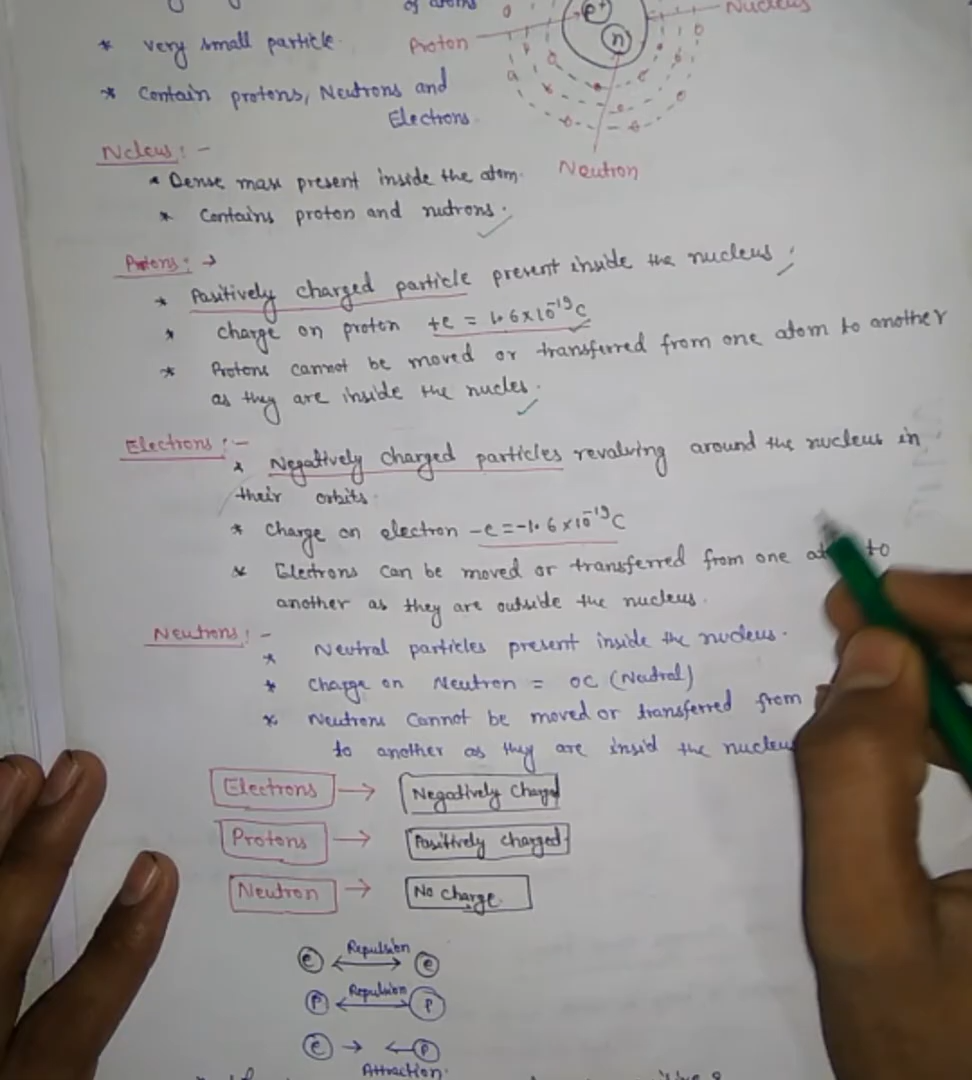 of atoms
* very small particle.
* Contain protons, Neutrons and
Electrons.
Proton
Nucleus
e+
n
Neutron
Ncleus : -
* Dense mass present inside the atom.
* Contains proton and nutrons.
Protons : →
* Positively charged particle present inside the nucleus.
* charge on proton +e = 1.6×10⁻¹⁹C
* Protons cannot be moved or transferred from one atom to another
as they are inside the nucles.
Electrons : -
* Negatively charged particles revolving around the nucleus in
their orbits.
* charge on electron -e = -1.6×10⁻¹⁹C
* Electrons can be moved or transferred from one to
another as they are outside the nucleus.
Neutrons : -
* Neutral particles present inside the nucleus.
* Charge on Neutron = 0C (Neutral)
* Neutrons cannot be moved or transferred from
to another as they are insid the nucleus
Electrons → Negatively Charged
Protons → Positively charged
Neutron → No charge.
e Repulsion e
P Repulsion P
e → ← P
Attraction.